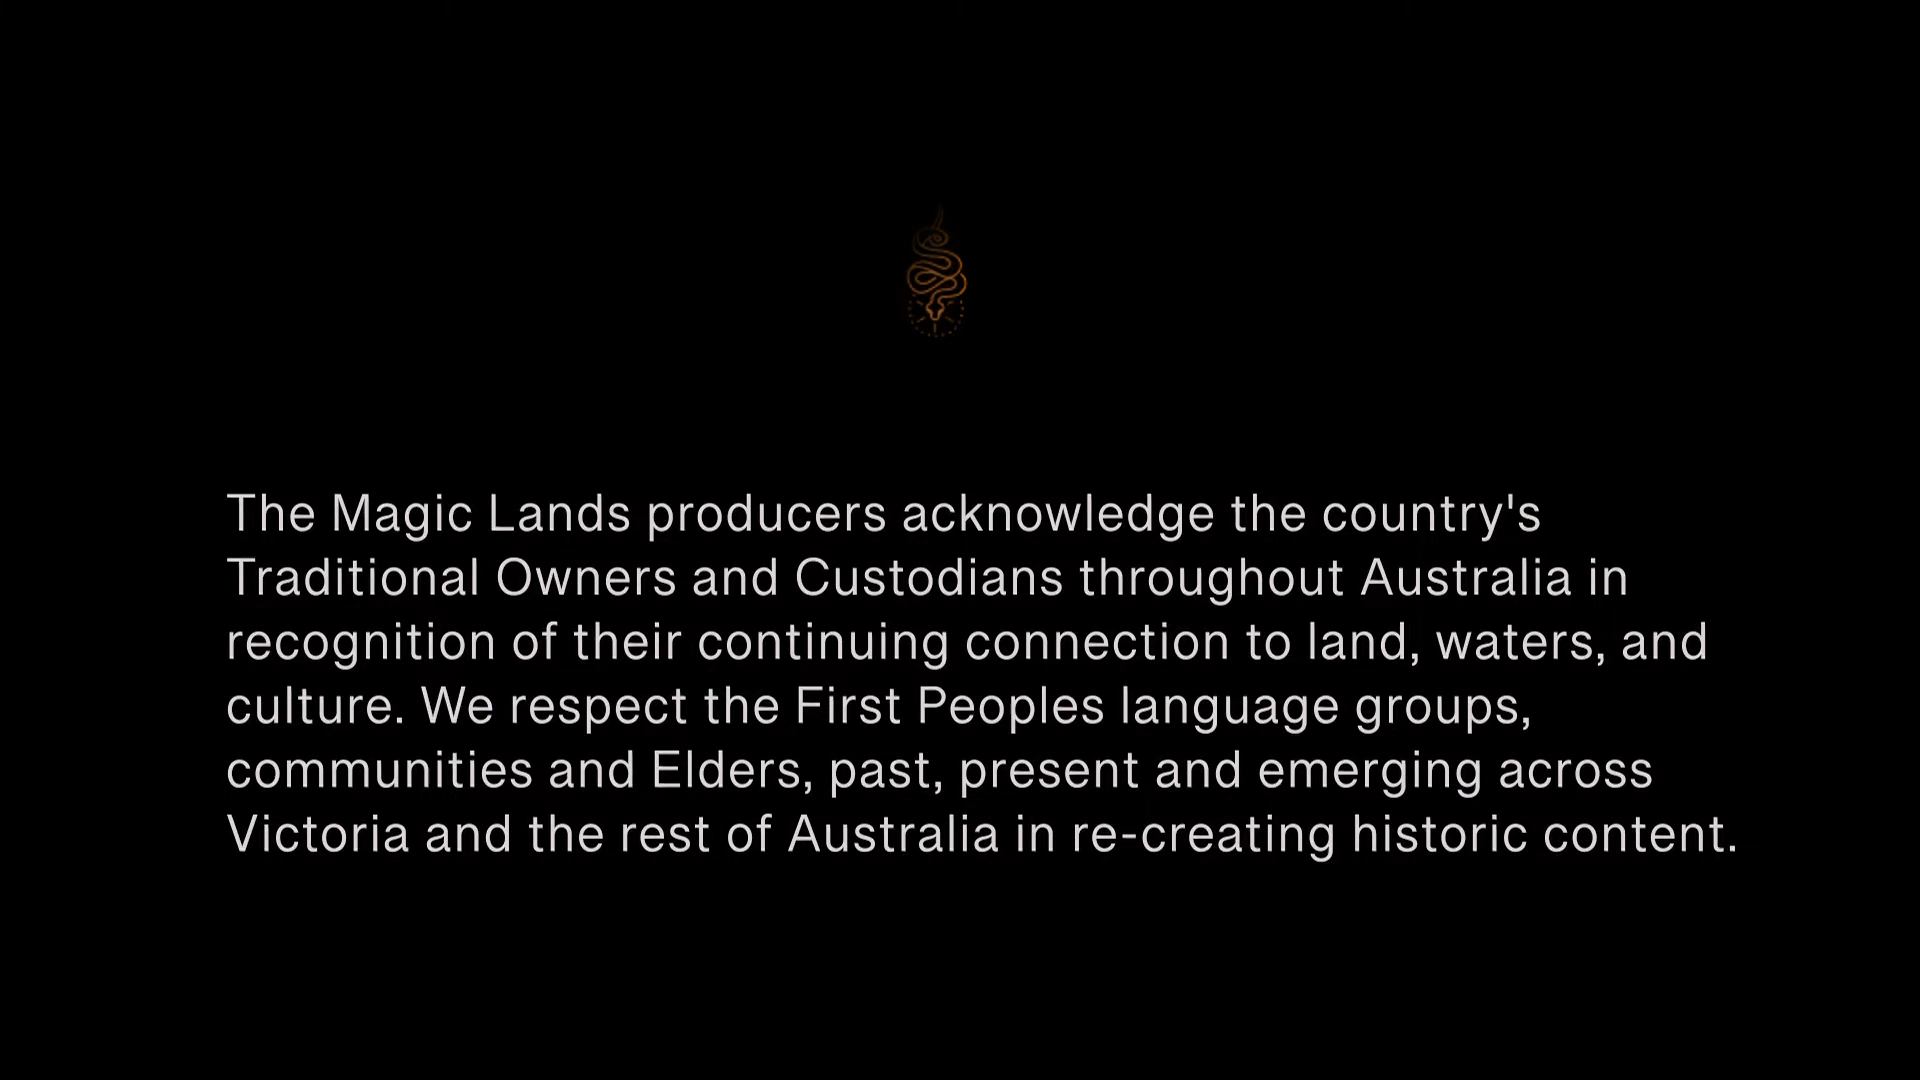 The Magic Lands producers acknowledge the country's
Traditional Owners and Custodians throughout Australia in
recognition of their continuing connection to land, waters, and
culture. We respect the First Peoples language groups,
communities and Elders, past, present and emerging across
Victoria and the rest of Australia in re-creating historic content.